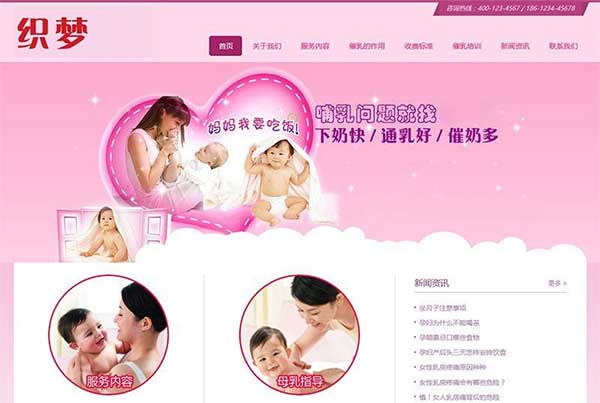 咨询热线：400-123-4567 / 186-1234-45678
织梦
首页 关于我们 服务内容 催乳的作用 收费标准 催乳培训 新闻资讯 联系我们
妈妈我要吃饭!
哺乳问题就找
下奶快 / 通乳好 / 催奶多
服务内容
母乳指导
新闻资讯 更多 >
坐月子注意事项
孕妇为什么不能喝茶
孕期最忌口哪些食物
孕妇产后头三天怎样安排饮食
女性乳房疼痛原因种种
女性乳房疼痛会有哪些危险？
慎！女人乳房痛背后的危险